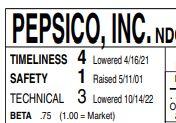 PEPSICO, INC. NDC
TIMELINESS 4 Lowered 4/16/21
SAFETY 1 Raised 5/11/01
TECHNICAL 3 Lowered 10/14/22
BETA .75 (1.00 = Market)